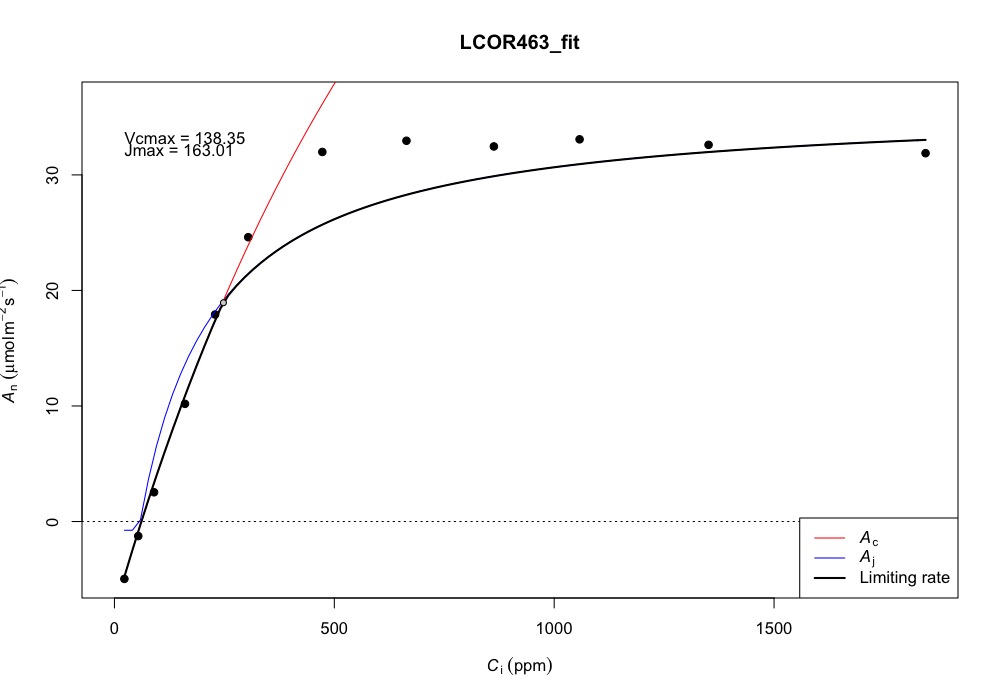 LCOR463_fit
Vcmax = 138.35
Jmax = 163.01
30
20
10
0
Aₙ (μmolm⁻²s⁻¹)
0 500 1000 1500
Cᵢ (ppm)
A꜀
Aⱼ
Limiting rate